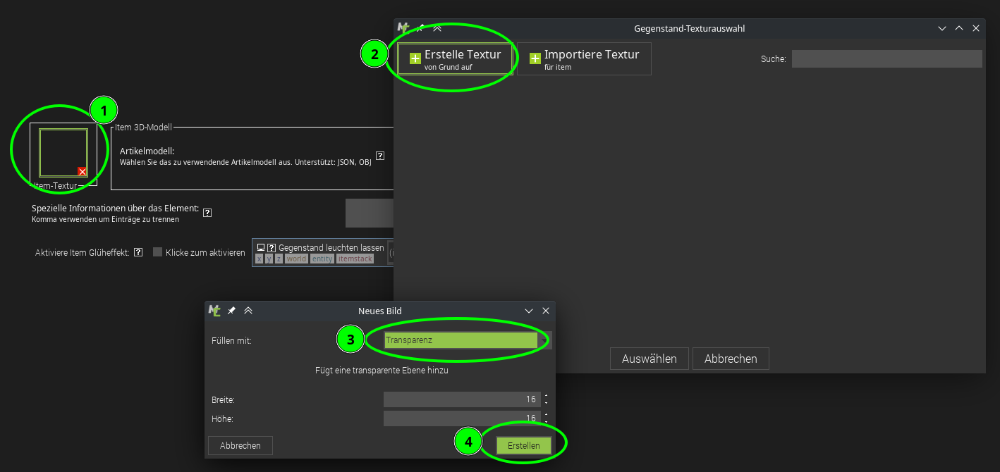 Gegenstand-Texturauswahl
2
Erstelle Textur
von Grund auf
Importiere Textur
für item
Suche:
1
Item-Textur
Item 3D-Modell
Artikelmodell:
Wählen Sie das zu verwendende Artikelmodell aus. Unterstützt: JSON, OBJ
?
Spezielle Informationen über das Element:
Komma verwenden um Einträge zu trennen
?
Aktiviere Item Glüheffekt: ?
Klicke zum aktivieren
? Gegenstand leuchten lassen
x y z world entity itemstack
(i
Auswählen
Abbrechen
Neues Bild
Füllen mit:
3
Transparenz
Fügt eine transparente Ebene hinzu
Breite: 16
Höhe: 16
Abbrechen
4
Erstellen